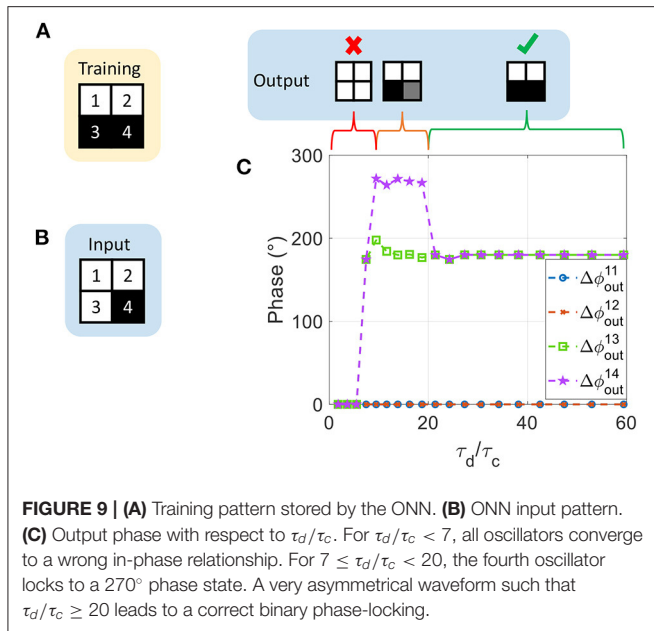 A
Training
1 2
3 4
Output
B
Input
1 2
3 4
C
300
200
100
0
Phase (°)
0 20 40 60
τd/τc
Δϕ11out
Δϕ12out
Δϕ13out
Δϕ14out
FIGURE 9 | (A) Training pattern stored by the ONN. (B) ONN input pattern.
(C) Output phase with respect to τd/τc. For τd/τc < 7, all oscillators converge
to a wrong in-phase relationship. For 7 ≤ τd/τc < 20, the fourth oscillator
locks to a 270° phase state. A very asymmetrical waveform such that
τd/τc ≥ 20 leads to a correct binary phase-locking.